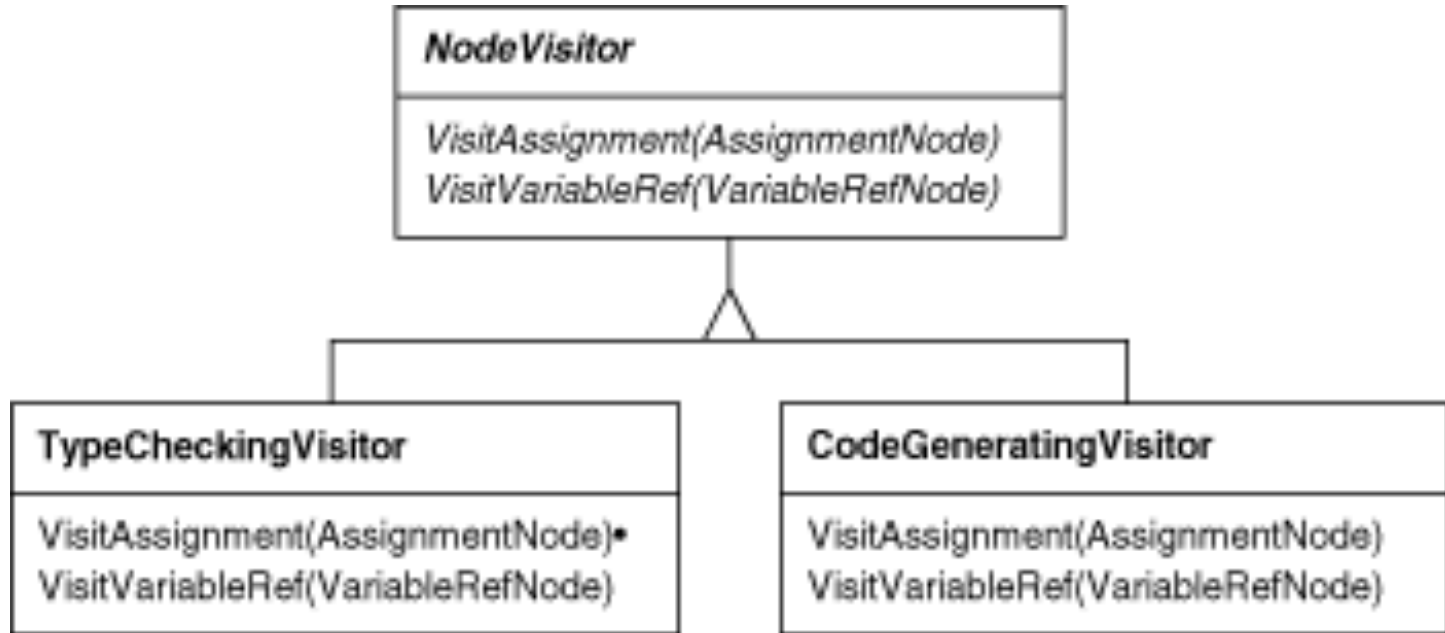 NodeVisitor
VisitAssignment(AssignmentNode)
VisitVariableRef(VariableRefNode)
TypeCheckingVisitor
VisitAssignment(AssignmentNode)•
VisitVariableRef(VariableRefNode)
CodeGeneratingVisitor
VisitAssignment(AssignmentNode)
VisitVariableRef(VariableRefNode)